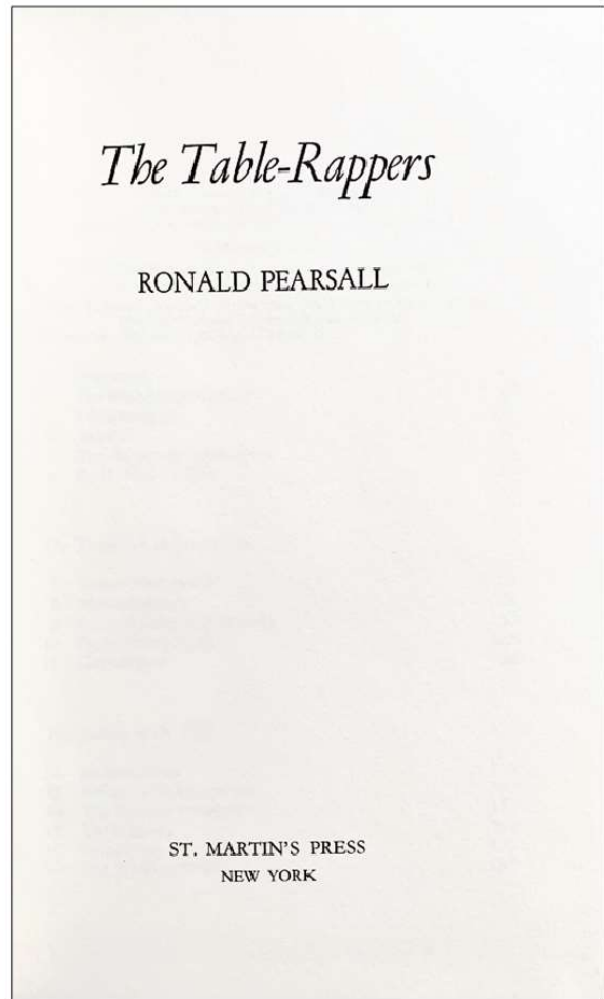 The Table-Rappers
RONALD PEARSALL
ST. MARTIN'S PRESS
NEW YORK